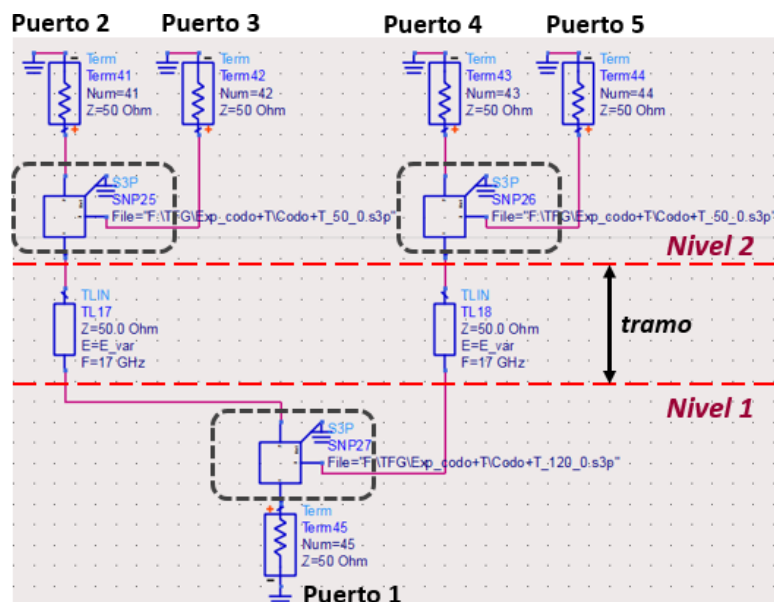 Puerto 2
Puerto 3
Puerto 4
Puerto 5
Term
Term41
Num=41
Z=50 Ohm
Term
Term42
Num=42
Z=50 Ohm
Term
Term43
Num=43
Z=50 Ohm
Term
Term44
Num=44
Z=50 Ohm
S3P
SNP25
File="F:\TFG\Exp_codo+T\Codo+T_50_0.s3p"
S3P
SNP26
File="F:\TFG\Exp_codo+T\Codo+T_50_0.s3p"
Nivel 2
TLIN
TL17
Z=50.0 Ohm
E=E_var
F=17 GHz
TLIN
TL18
Z=50.0 Ohm
E=E_var
F=17 GHz
tramo
Nivel 1
S3P
SNP27
File="F:\TFG\Exp_codo+T\Codo+T_120_0.s3p"
Term
Term45
Num=45
Z=50 Ohm
Puerto 1